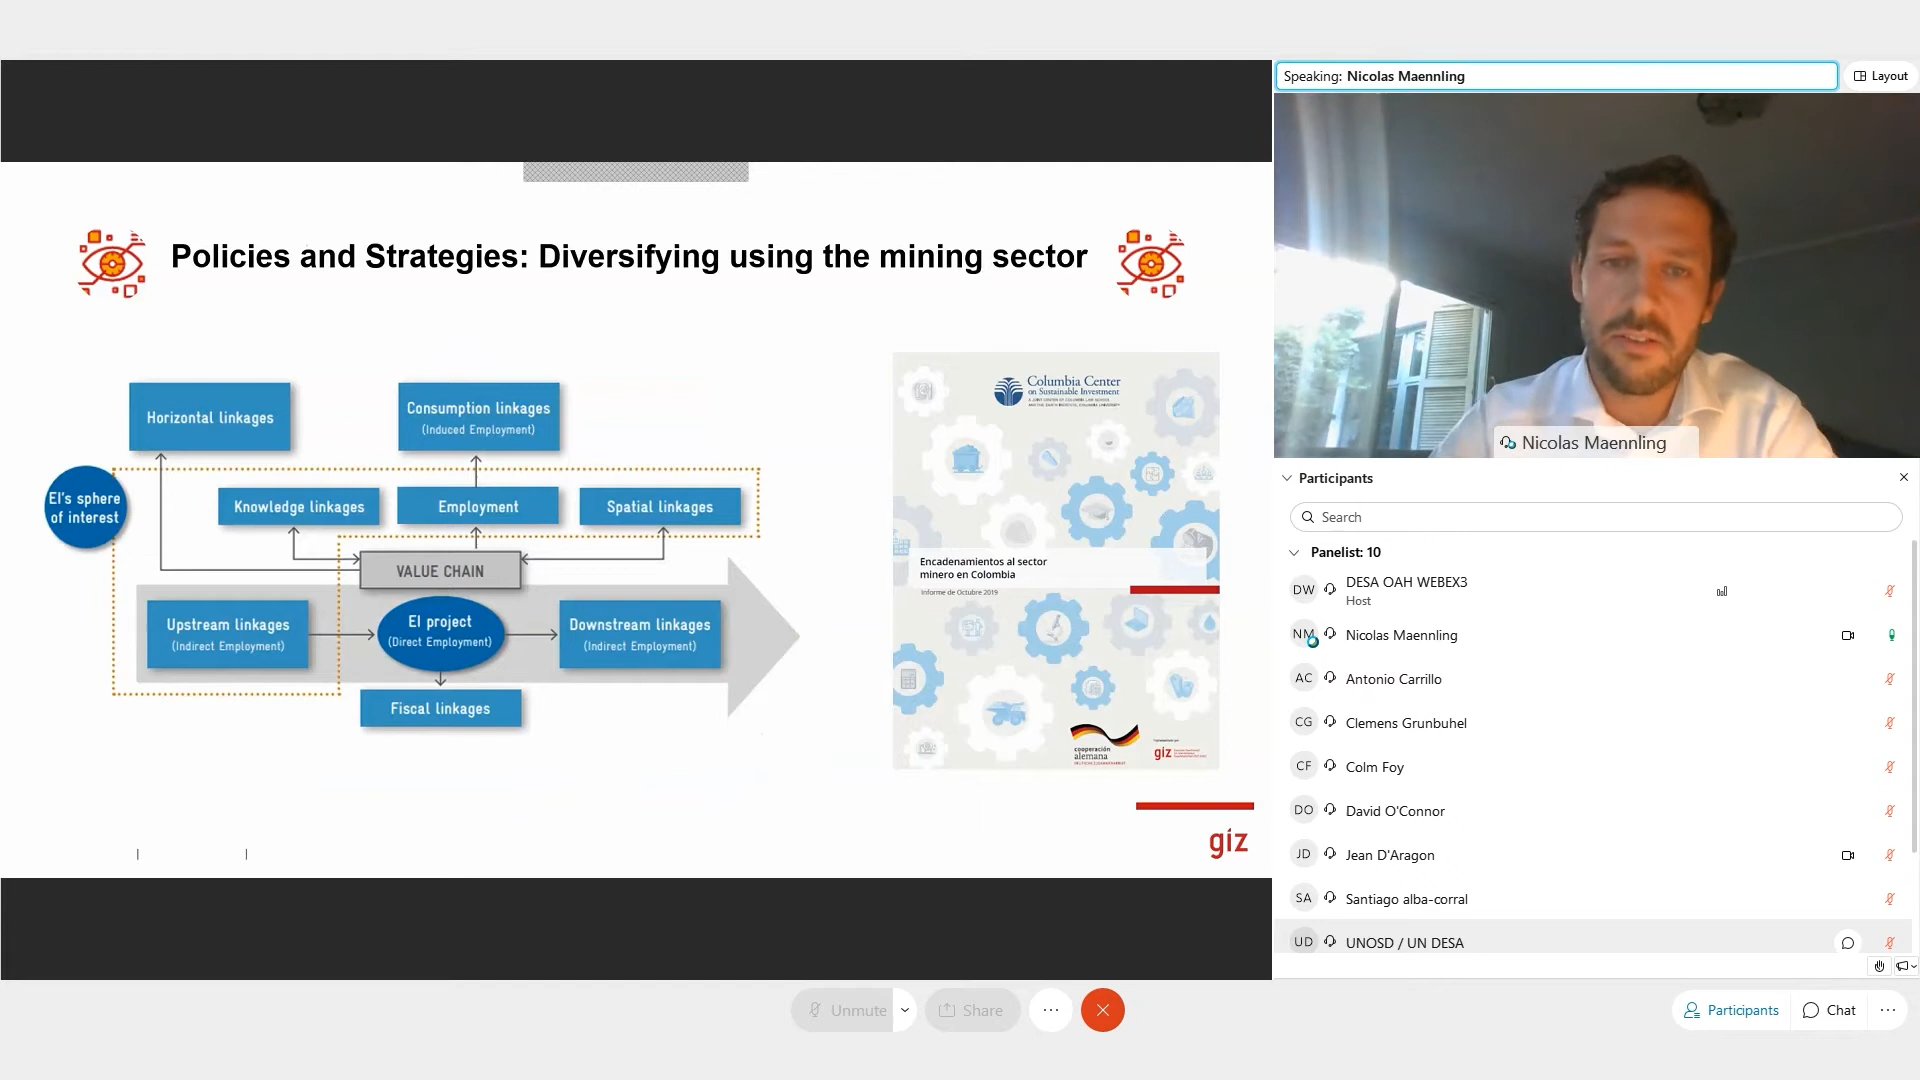 Speaking: Nicolas Maennling
Layout
Policies and Strategies: Diversifying using the mining sector
Horizontal linkages
Consumption linkages
(Induced Employment)
EI's sphere
of interest
Knowledge linkages
Employment
Spatial linkages
VALUE CHAIN
Upstream linkages
(Indirect Employment)
EI project
(Direct Employment)
Downstream linkages
(Indirect Employment)
Fiscal linkages
Columbia Center
on Sustainable Investment
Encadenamientos al sector
minero en Colombia
Informe de Octubre 2019
cooperación
alemana
giz
giz
Nicolas Maennling
Participants
Search
Panelist: 10
DW
DESA OAH WEBEX3
Host
NM
Nicolas Maennling
AC
Antonio Carrillo
CG
Clemens Grunbuhel
CF
Colm Foy
DO
David O'Connor
JD
Jean D'Aragon
SA
Santiago alba-corral
UD
UNOSD / UN DESA
Unmute
Share
Participants
Chat